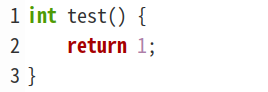 1 int test() {
2     return 1;
3 }